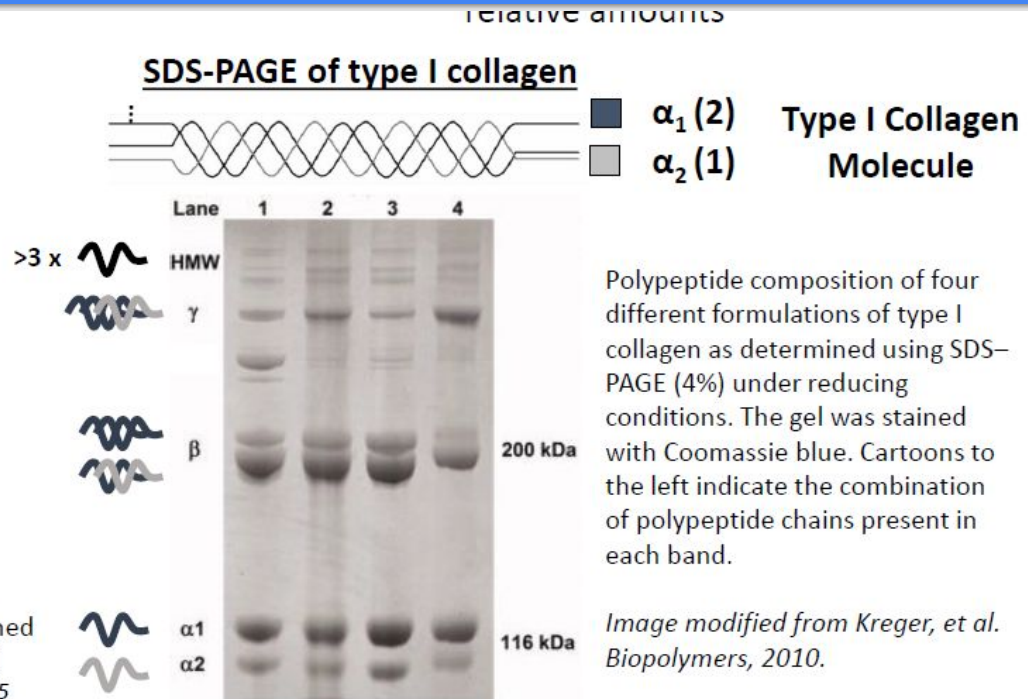 relative amounts
SDS-PAGE of type I collagen
α1 (2)
α2 (1)
Type I Collagen
Molecule
Lane 1 2 3 4
>3 x
HMW
γ
β
200 kDa
α1
116 kDa
α2
Polypeptide composition of four
different formulations of type I
collagen as determined using SDS–
PAGE (4%) under reducing
conditions. The gel was stained
with Coomassie blue. Cartoons to
the left indicate the combination
of polypeptide chains present in
each band.
Image modified from Kreger, et al.
Biopolymers, 2010.